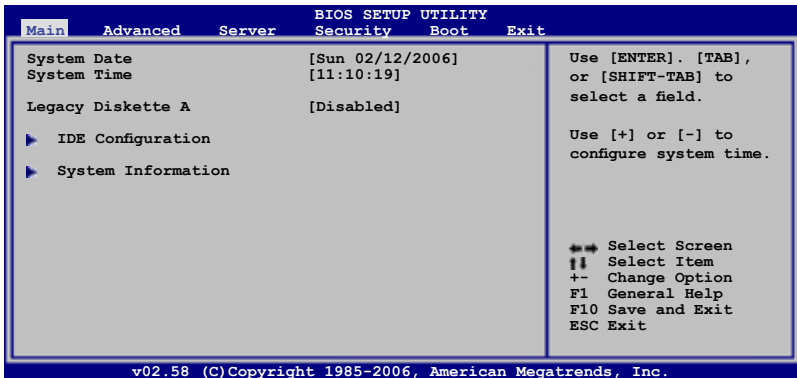 BIOS SETUP UTILITY
Main Advanced Server Security Boot Exit
System Date [Sun 02/12/2006]
System Time [11:10:19]
Legacy Diskette A [Disabled]
IDE Configuration
System Information
Use [ENTER]. [TAB],
or [SHIFT-TAB] to
select a field.
Use [+] or [-] to
configure system time.
Select Screen
Select Item
+- Change Option
F1 General Help
F10 Save and Exit
ESC Exit
v02.58 (C)Copyright 1985-2006, American Megatrends, Inc.